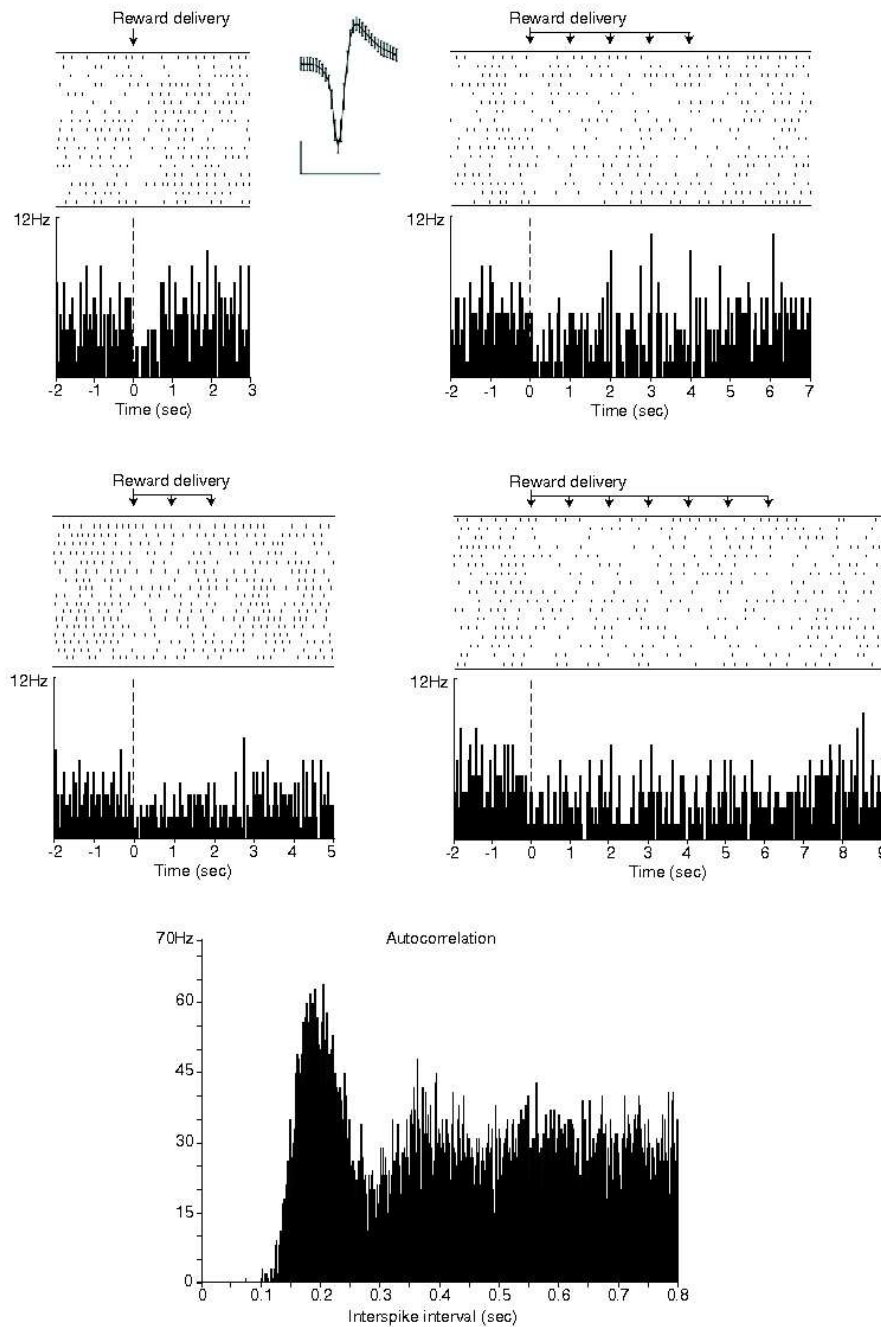 Reward delivery
12Hz
-2 -1 0 1 2 3
Time (sec)
Reward delivery
12Hz
-2 -1 0 1 2 3 4 5 6 7
Time (sec)
Reward delivery
12Hz
-2 -1 0 1 2 3 4 5
Time (sec)
Reward delivery
12Hz
-2 -1 0 1 2 3 4 5 6 7 8 9
Time (sec)
Autocorrelation
70Hz
60
45
30
15
0
0 0.1 0.2 0.3 0.4 0.5 0.6 0.7 0.8
Interspike interval (sec)